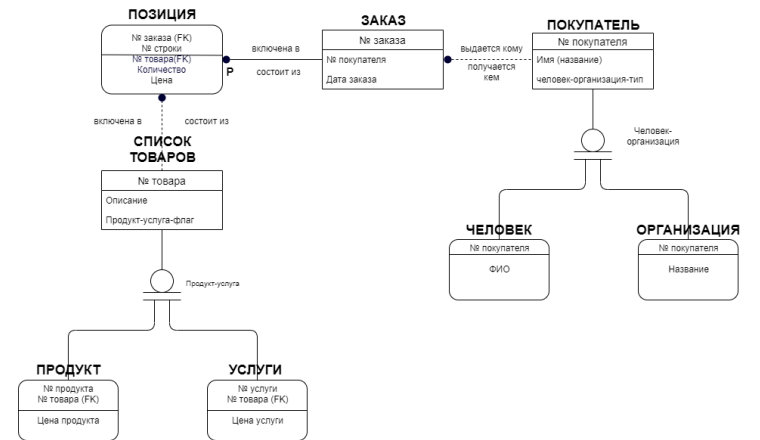 ПОЗИЦИЯ
№ заказа (FK)
№ строки
№ товара(FK)
Количество
Цена
Р
включена в
состоит из
ЗАКАЗ
№ заказа
№ покупателя
Дата заказа
выдается кому
получается
кем
ПОКУПАТЕЛЬ
№ покупателя
Имя (название)
человек-организация-тип
включена в
состоит из
СПИСОК
ТОВАРОВ
№ товара
Описание
Продукт-услуга-флаг
Человек-
организация
ЧЕЛОВЕК
№ покупателя
ФИО
ОРГАНИЗАЦИЯ
№ покупателя
Название
Продукт-услуга
ПРОДУКТ
№ продукта
№ товара (FK)
Цена продукта
УСЛУГИ
№ услуги
№ товара (FK)
Цена услуги